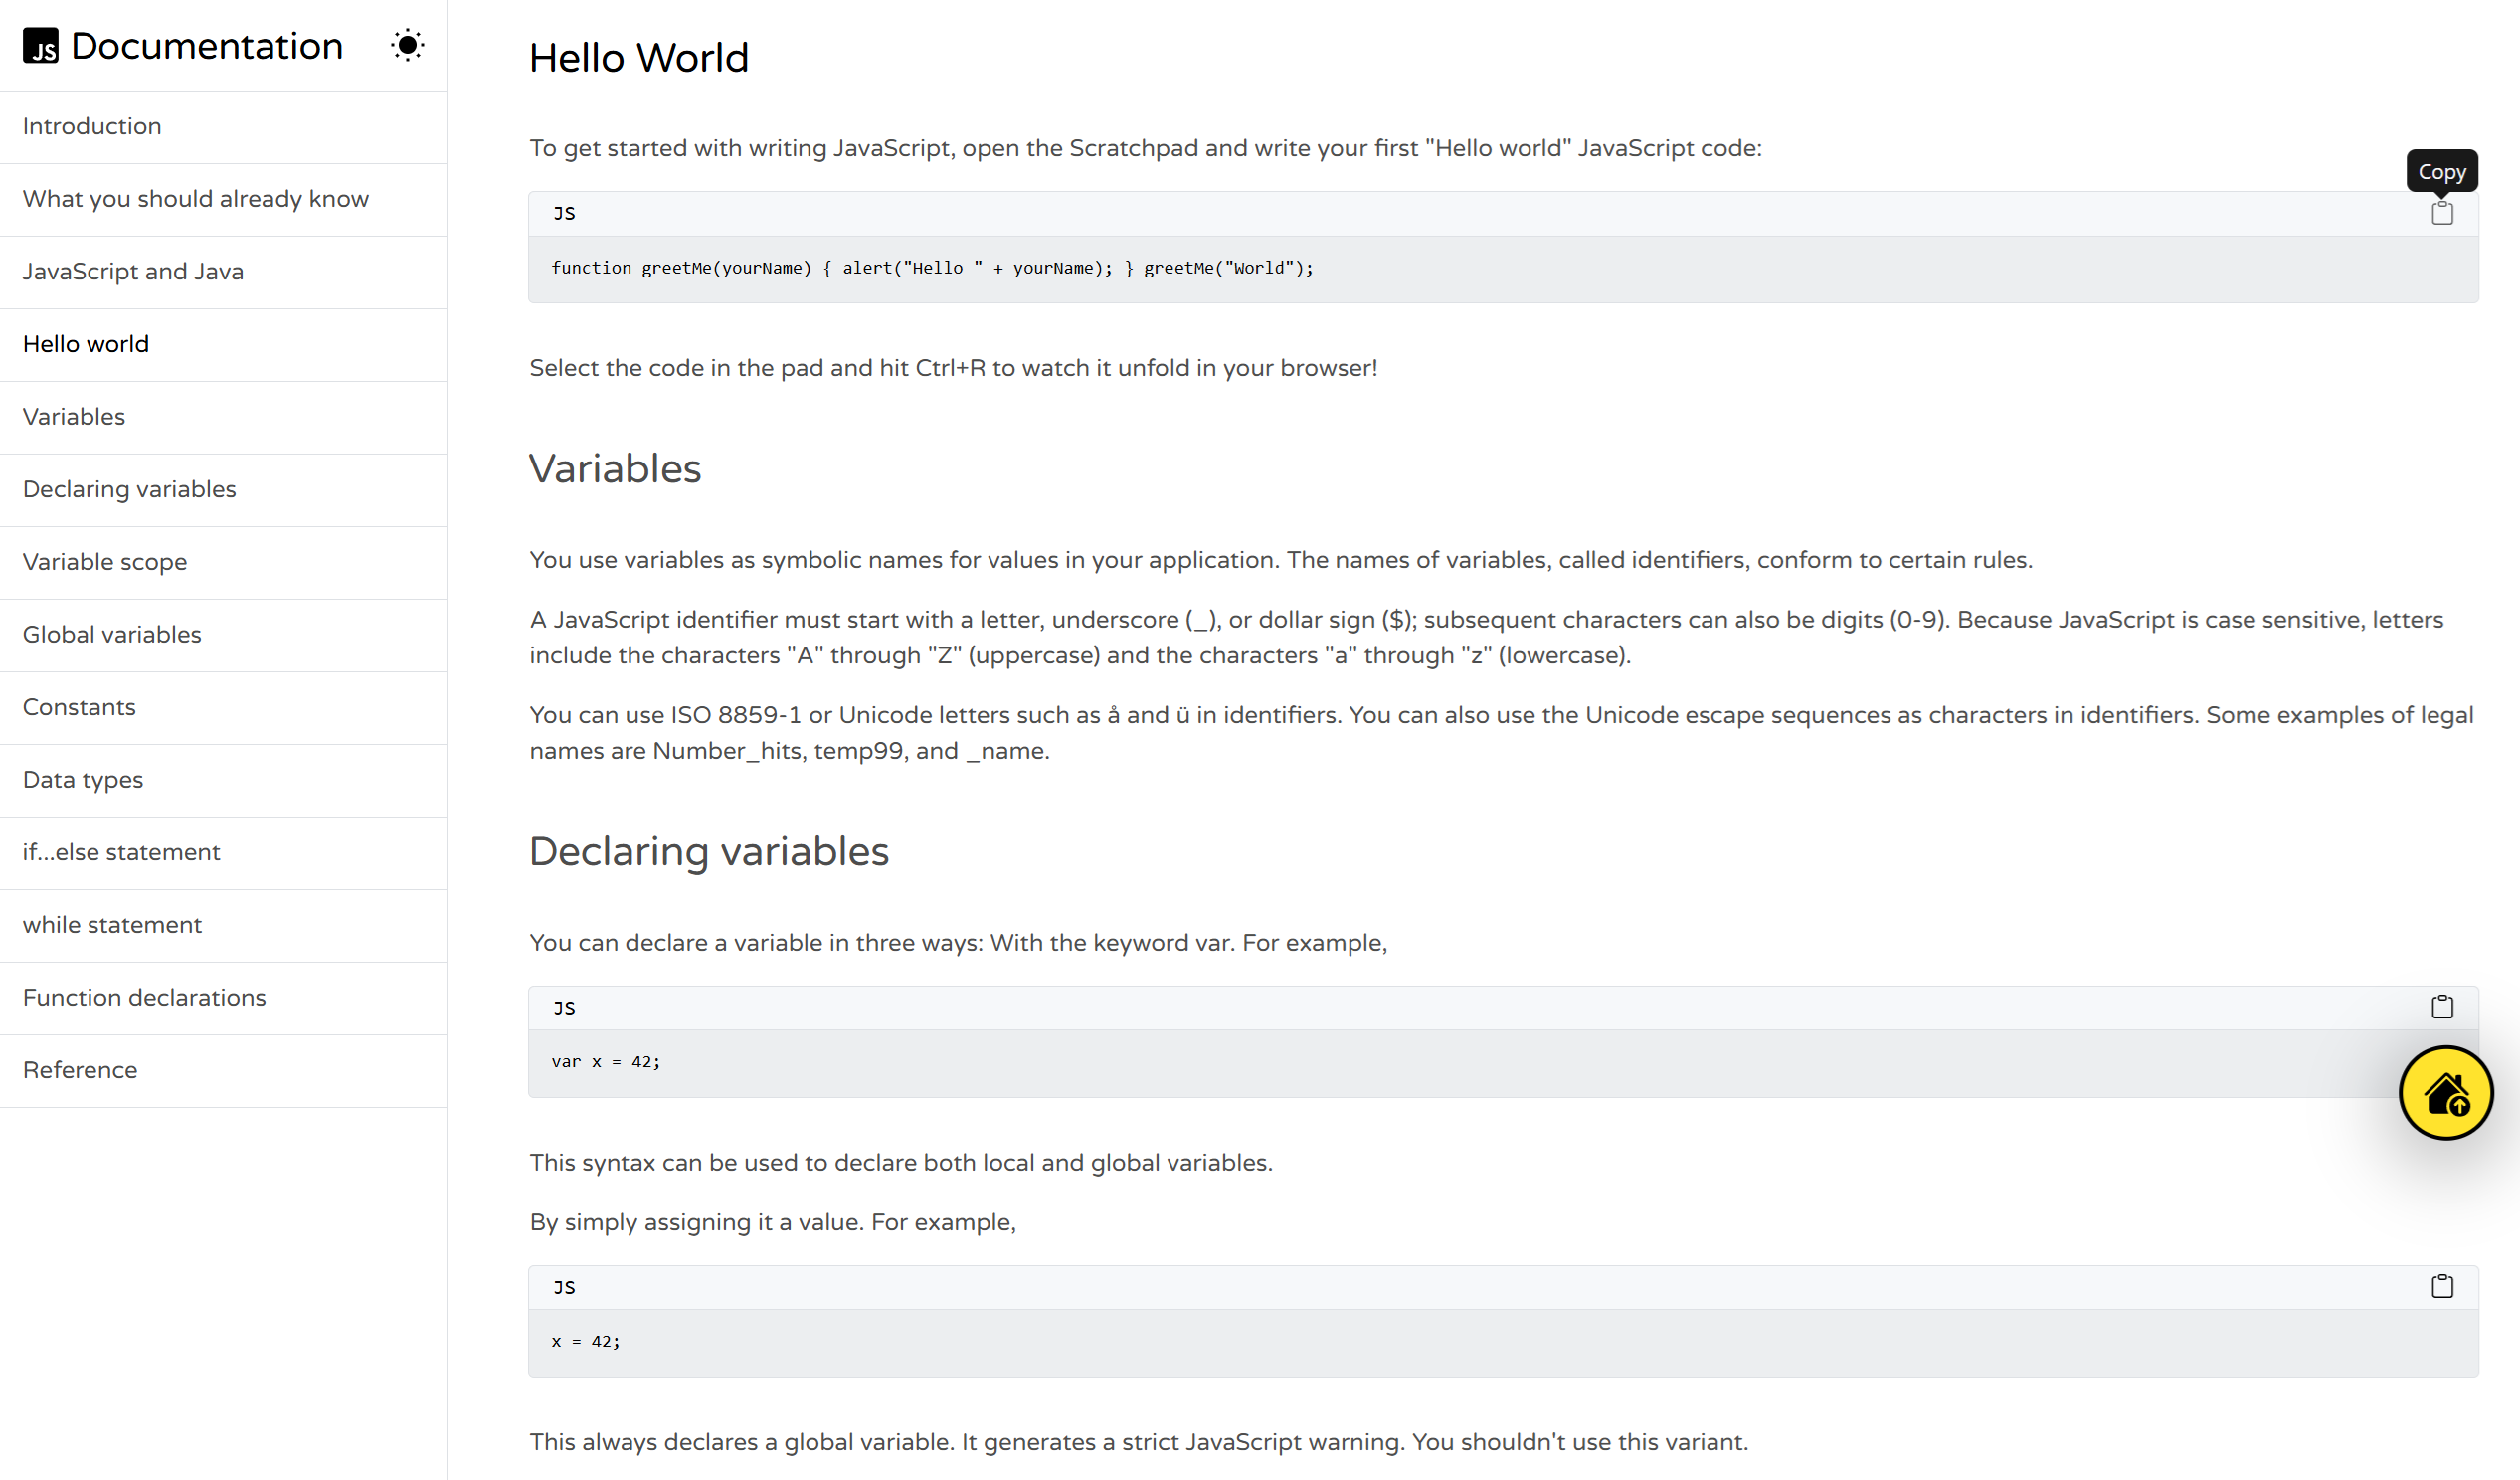 JS Documentation
Introduction
What you should already know
JavaScript and Java
Hello world
Variables
Declaring variables
Variable scope
Global variables
Constants
Data types
if...else statement
while statement
Function declarations
Reference
Hello World
To get started with writing JavaScript, open the Scratchpad and write your first "Hello world" JavaScript code:
Copy
JS
function greetMe(yourName) { alert("Hello " + yourName); } greetMe("World");
Select the code in the pad and hit Ctrl+R to watch it unfold in your browser!
Variables
You use variables as symbolic names for values in your application. The names of variables, called identifiers, conform to certain rules.
A JavaScript identifier must start with a letter, underscore (_), or dollar sign ($); subsequent characters can also be digits (0-9). Because JavaScript is case sensitive, letters
include the characters "A" through "Z" (uppercase) and the characters "a" through "z" (lowercase).
You can use ISO 8859-1 or Unicode letters such as å and ü in identifiers. You can also use the Unicode escape sequences as characters in identifiers. Some examples of legal
names are Number_hits, temp99, and _name.
Declaring variables
You can declare a variable in three ways: With the keyword var. For example,
JS
var x = 42;
This syntax can be used to declare both local and global variables.
By simply assigning it a value. For example,
JS
x = 42;
This always declares a global variable. It generates a strict JavaScript warning. You shouldn't use this variant.